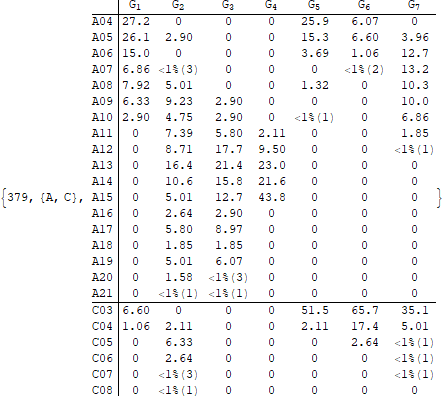 G1 G2 G3 G4 G5 G6 G7
A04 27.2 0 0 0 25.9 6.07 0
A05 26.1 2.90 0 0 15.3 6.60 3.96
A06 15.0 0 0 0 3.69 1.06 12.7
A07 6.86 <1%(3) 0 0 0 <1%(2) 13.2
A08 7.92 5.01 0 0 1.32 0 10.3
A09 6.33 9.23 2.90 0 0 0 10.0
A10 2.90 4.75 2.90 0 <1%(1) 0 6.86
A11 0 7.39 5.80 2.11 0 0 1.85
A12 0 8.71 17.7 9.50 0 0 <1%(1)
A13 0 16.4 21.4 23.0 0 0 0
A14 0 10.6 15.8 21.6 0 0 0
{379, {A, C}, A15 0 5.01 12.7 43.8 0 0 0 }
A16 0 2.64 2.90 0 0 0 0
A17 0 5.80 8.97 0 0 0 0
A18 0 1.85 1.85 0 0 0 0
A19 0 5.01 6.07 0 0 0 0
A20 0 1.58 <1%(3) 0 0 0 0
A21 0 <1%(1) <1%(1) 0 0 0 0
C03 6.60 0 0 0 51.5 65.7 35.1
C04 1.06 2.11 0 0 2.11 17.4 5.01
C05 0 6.33 0 0 0 2.64 <1%(1)
C06 0 2.64 0 0 0 0 <1%(1)
C07 0 <1%(3) 0 0 0 0 <1%(1)
C08 0 <1%(1) 0 0 0 0 0